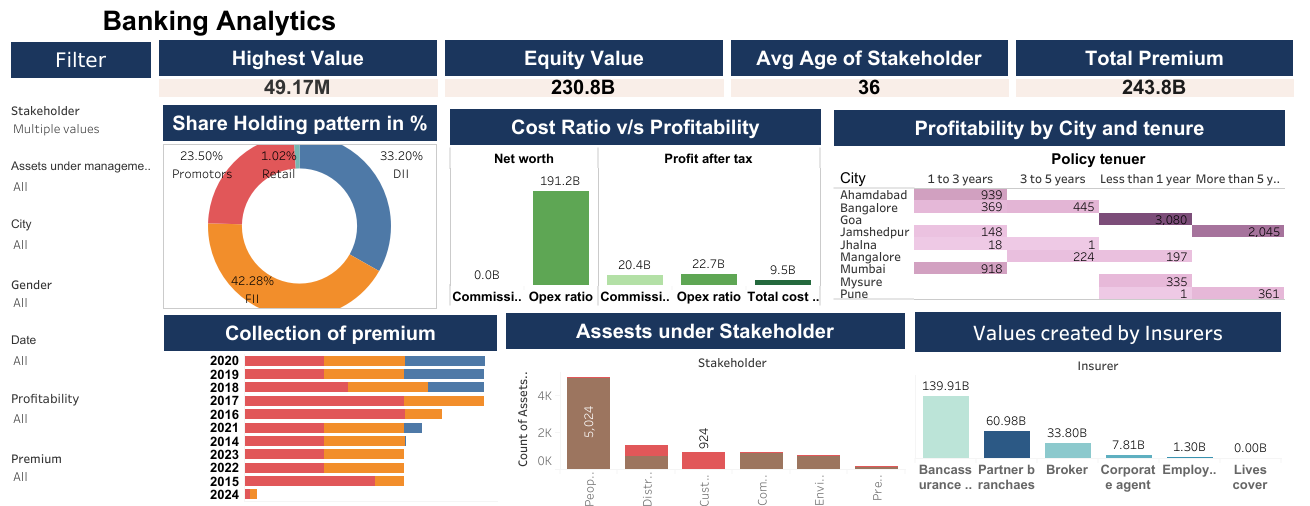 Banking Analytics
Filter
Highest Value
49.17M
Equity Value
230.8B
Avg Age of Stakeholder
36
Total Premium
243.8B
Stakeholder
Multiple values
Assets under manageme..
All
City
All
Gender
All
Date
All
Profitability
All
Premium
All
Share Holding pattern in %
23.50%
Promotors
1.02%
Retail
33.20%
DII
42.28%
FII
Cost Ratio v/s Profitability
Net worth Profit after tax
0.0B 191.2B 20.4B 22.7B 9.5B
Commissi.. Opex ratio Commissi.. Opex ratio Total cost ..
Profitability by City and tenure
Policy tenuer
City 1 to 3 years 3 to 5 years Less than 1 year More than 5 y..
Ahamdabad 939
Bangalore 369 445
Goa 3,080
Jamshedpur 148 2,045
Jhalna 18 1
Mangalore 224 197
Mumbai 918
Mysure 335
Pune 1 361
Collection of premium
2020
2019
2018
2017
2016
2021
2014
2023
2022
2015
2024
Assests under Stakeholder
Stakeholder
Count of Assets..
4K
2K
0K
5,024
924
Peop..
Distr..
Cust..
Com..
Envi..
Pre..
Values created by Insurers
Insurer
139.91B
60.98B
33.80B
7.81B
1.30B
0.00B
Bancass
urance ..
Partner b
ranchaes
Broker
Corporat
e agent
Employ..
Lives
cover